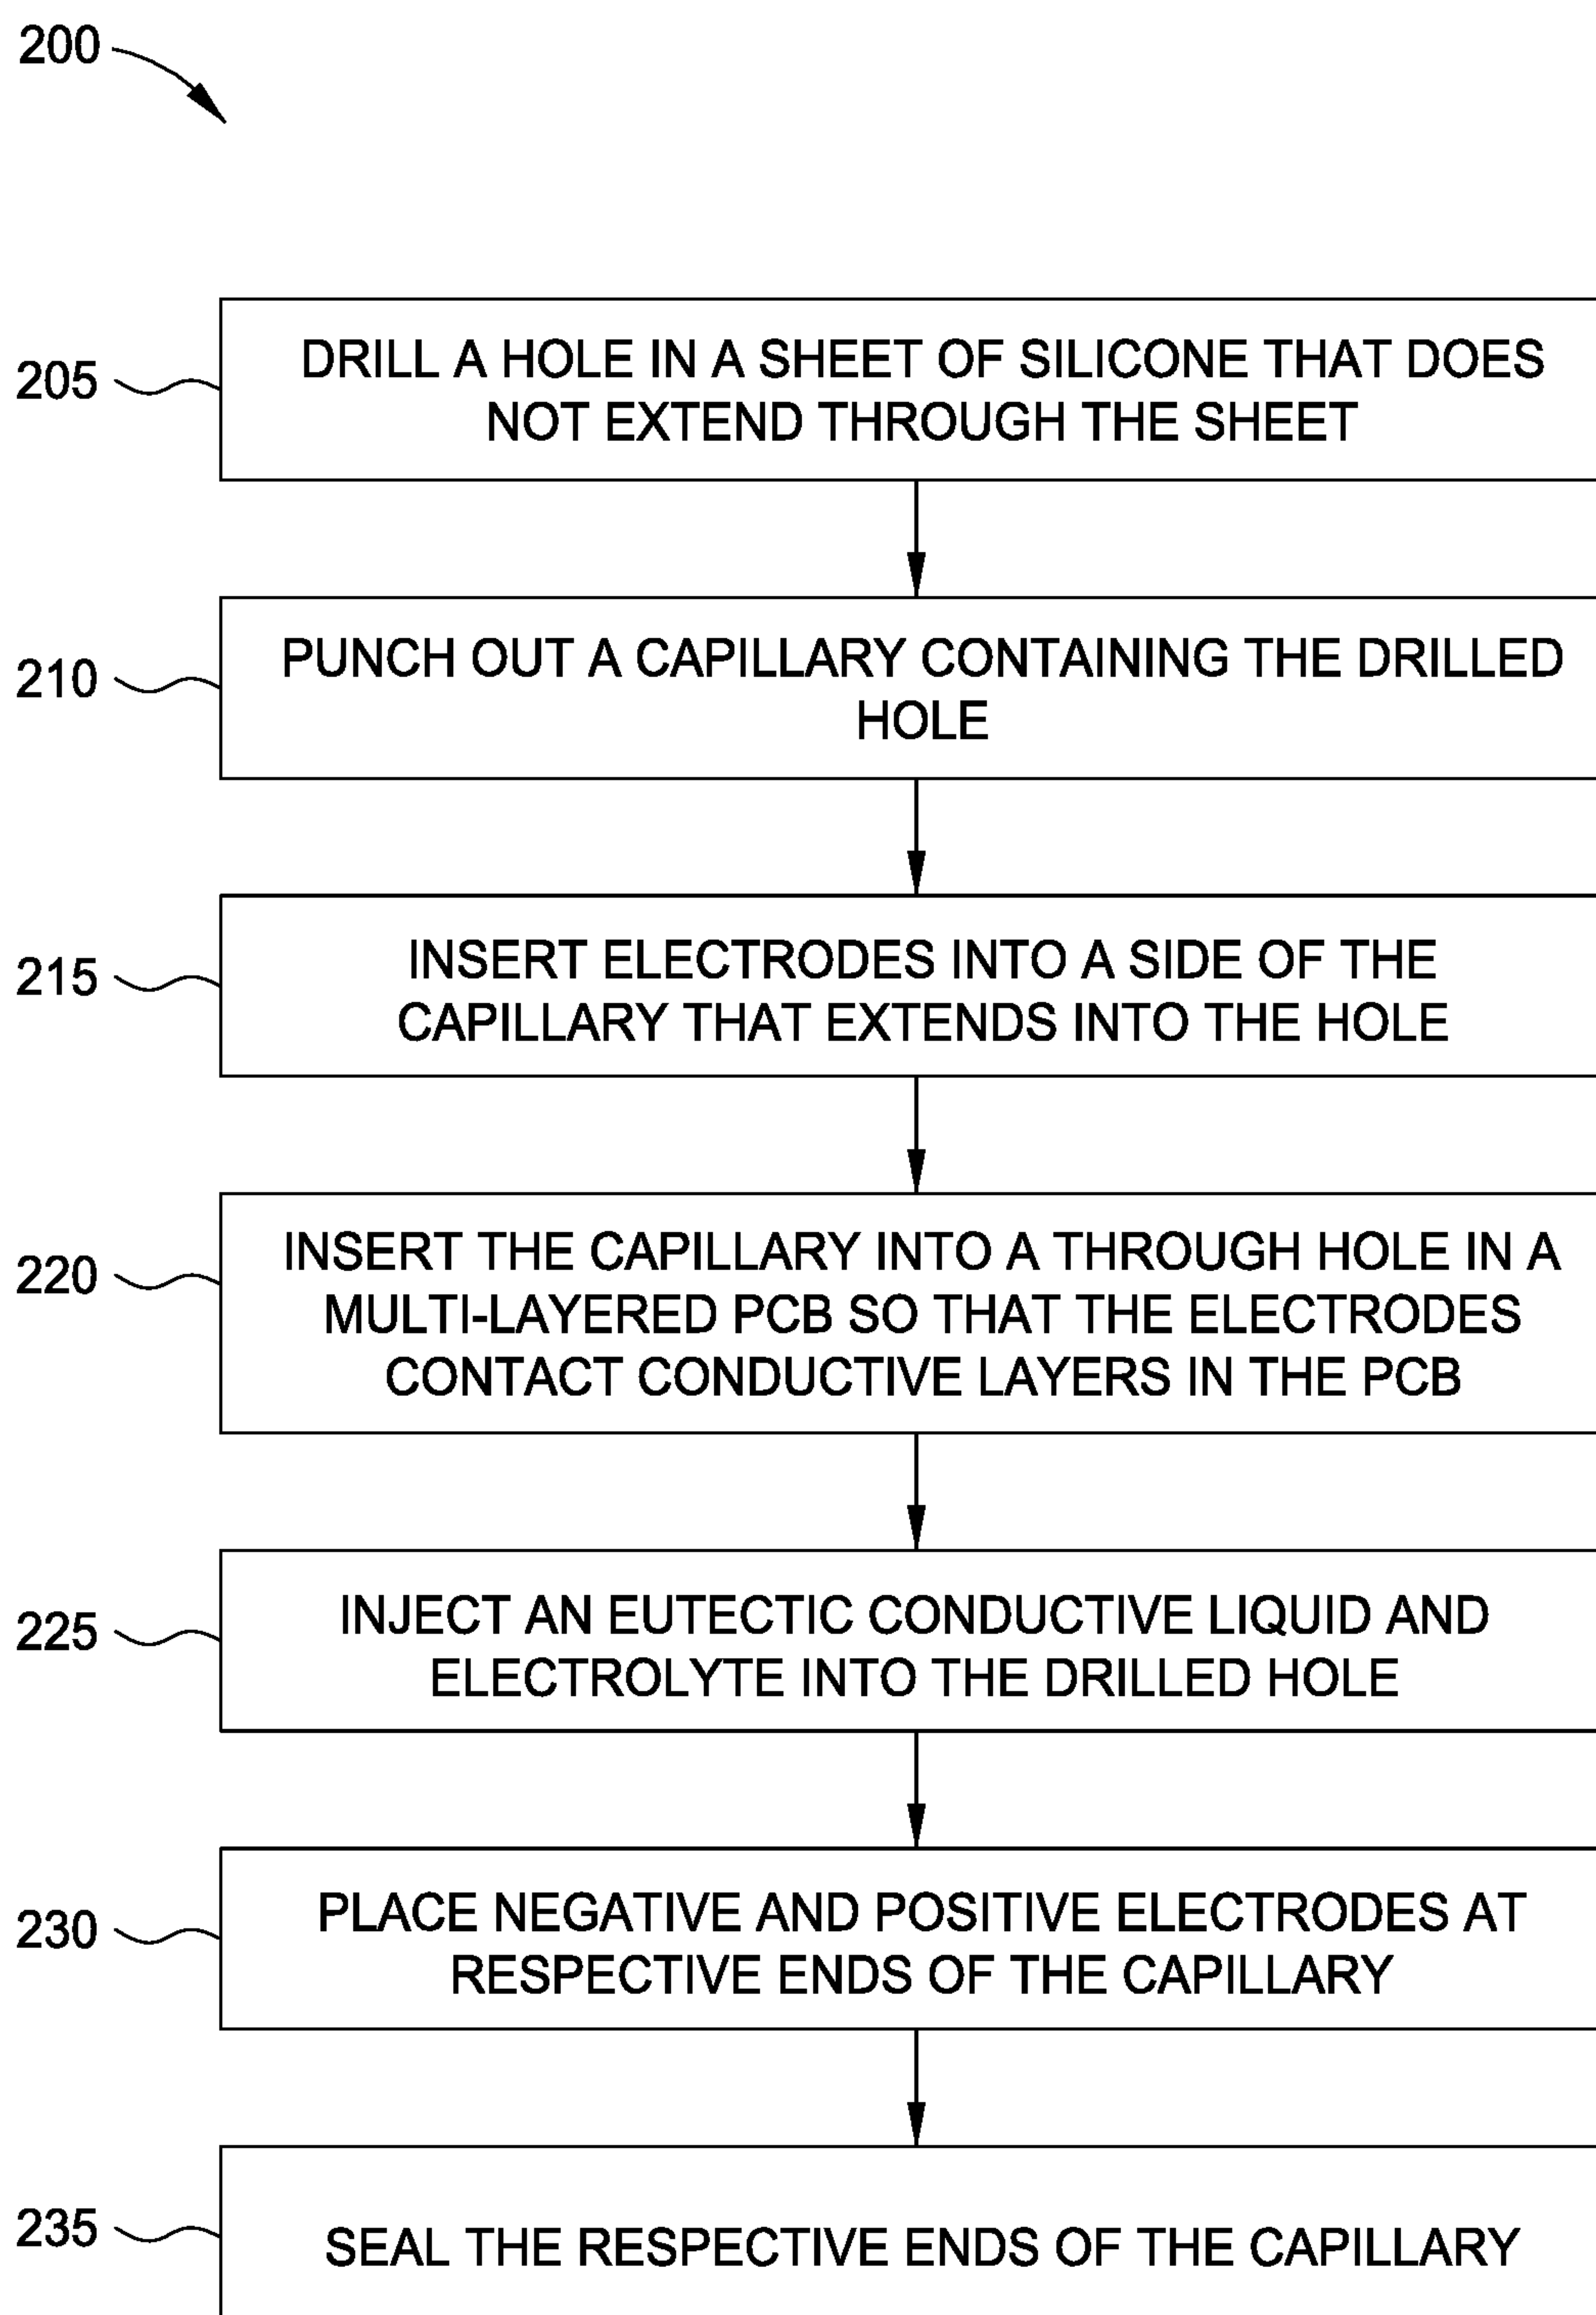 200
205
DRILL A HOLE IN A SHEET OF SILICONE THAT DOES
NOT EXTEND THROUGH THE SHEET
210
PUNCH OUT A CAPILLARY CONTAINING THE DRILLED
HOLE
215
INSERT ELECTRODES INTO A SIDE OF THE
CAPILLARY THAT EXTENDS INTO THE HOLE
220
INSERT THE CAPILLARY INTO A THROUGH HOLE IN A
MULTI-LAYERED PCB SO THAT THE ELECTRODES
CONTACT CONDUCTIVE LAYERS IN THE PCB
225
INJECT AN EUTECTIC CONDUCTIVE LIQUID AND
ELECTROLYTE INTO THE DRILLED HOLE
230
PLACE NEGATIVE AND POSITIVE ELECTRODES AT
RESPECTIVE ENDS OF THE CAPILLARY
235
SEAL THE RESPECTIVE ENDS OF THE CAPILLARY